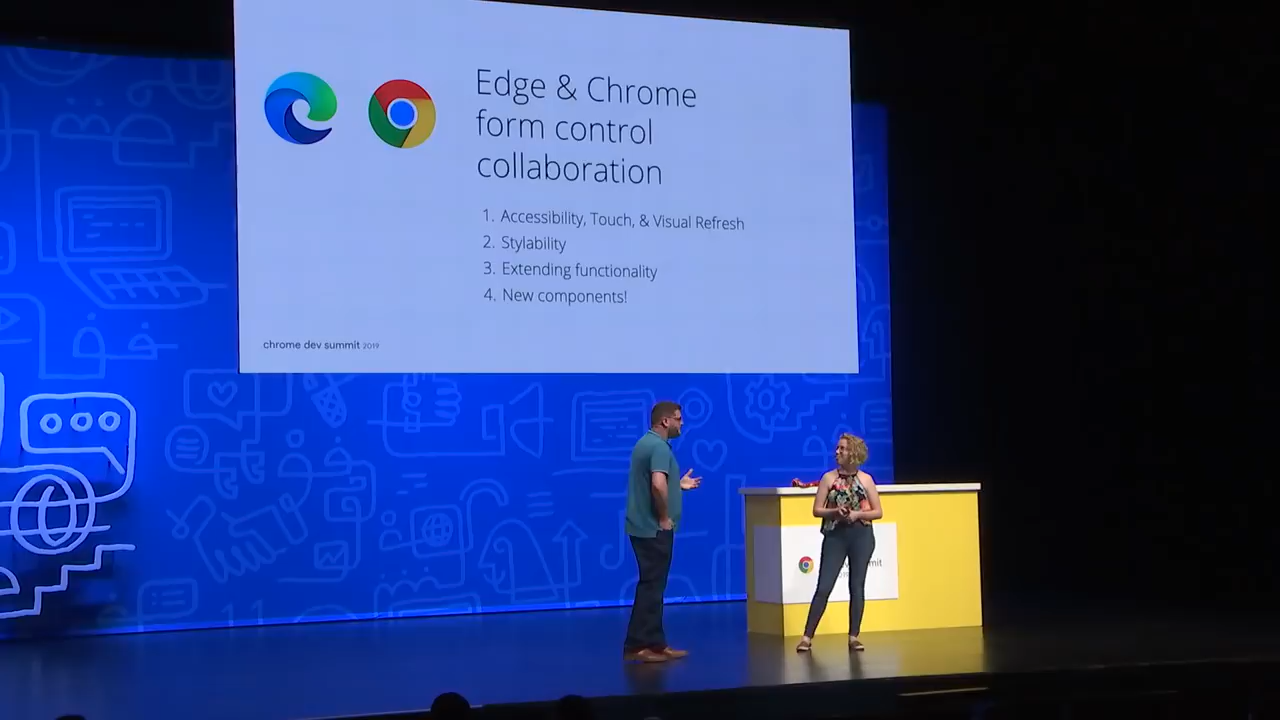 Edge & Chrome
form control
collaboration
1. Accessibility, Touch, & Visual Refresh
2. Stylability
3. Extending functionality
4. New components!
chrome dev summit 2019